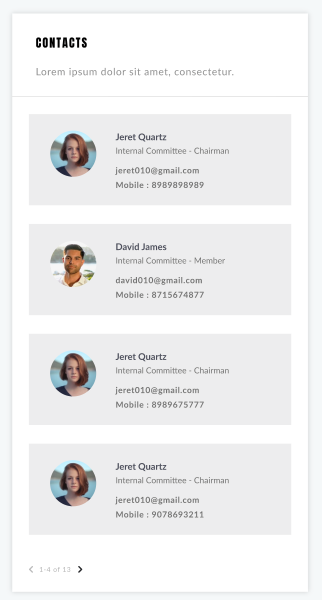 CONTACTS
Lorem ipsum dolor sit amet, consectetur.
Jeret Quartz
Internal Committee - Chairman
jeret010@gmail.com
Mobile : 8989898989
David James
Internal Committee - Member
david010@gmail.com
Mobile : 8715674877
Jeret Quartz
Internal Committee - Chairman
jeret010@gmail.com
Mobile : 8989675777
Jeret Quartz
Internal Committee - Chairman
jeret010@gmail.com
Mobile : 9078693211
1-4 of 13